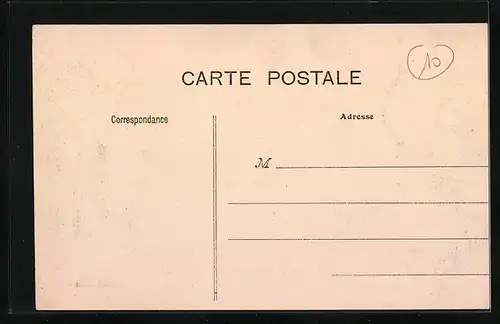 10
CARTE POSTALE
Correspondance
Adresse
M